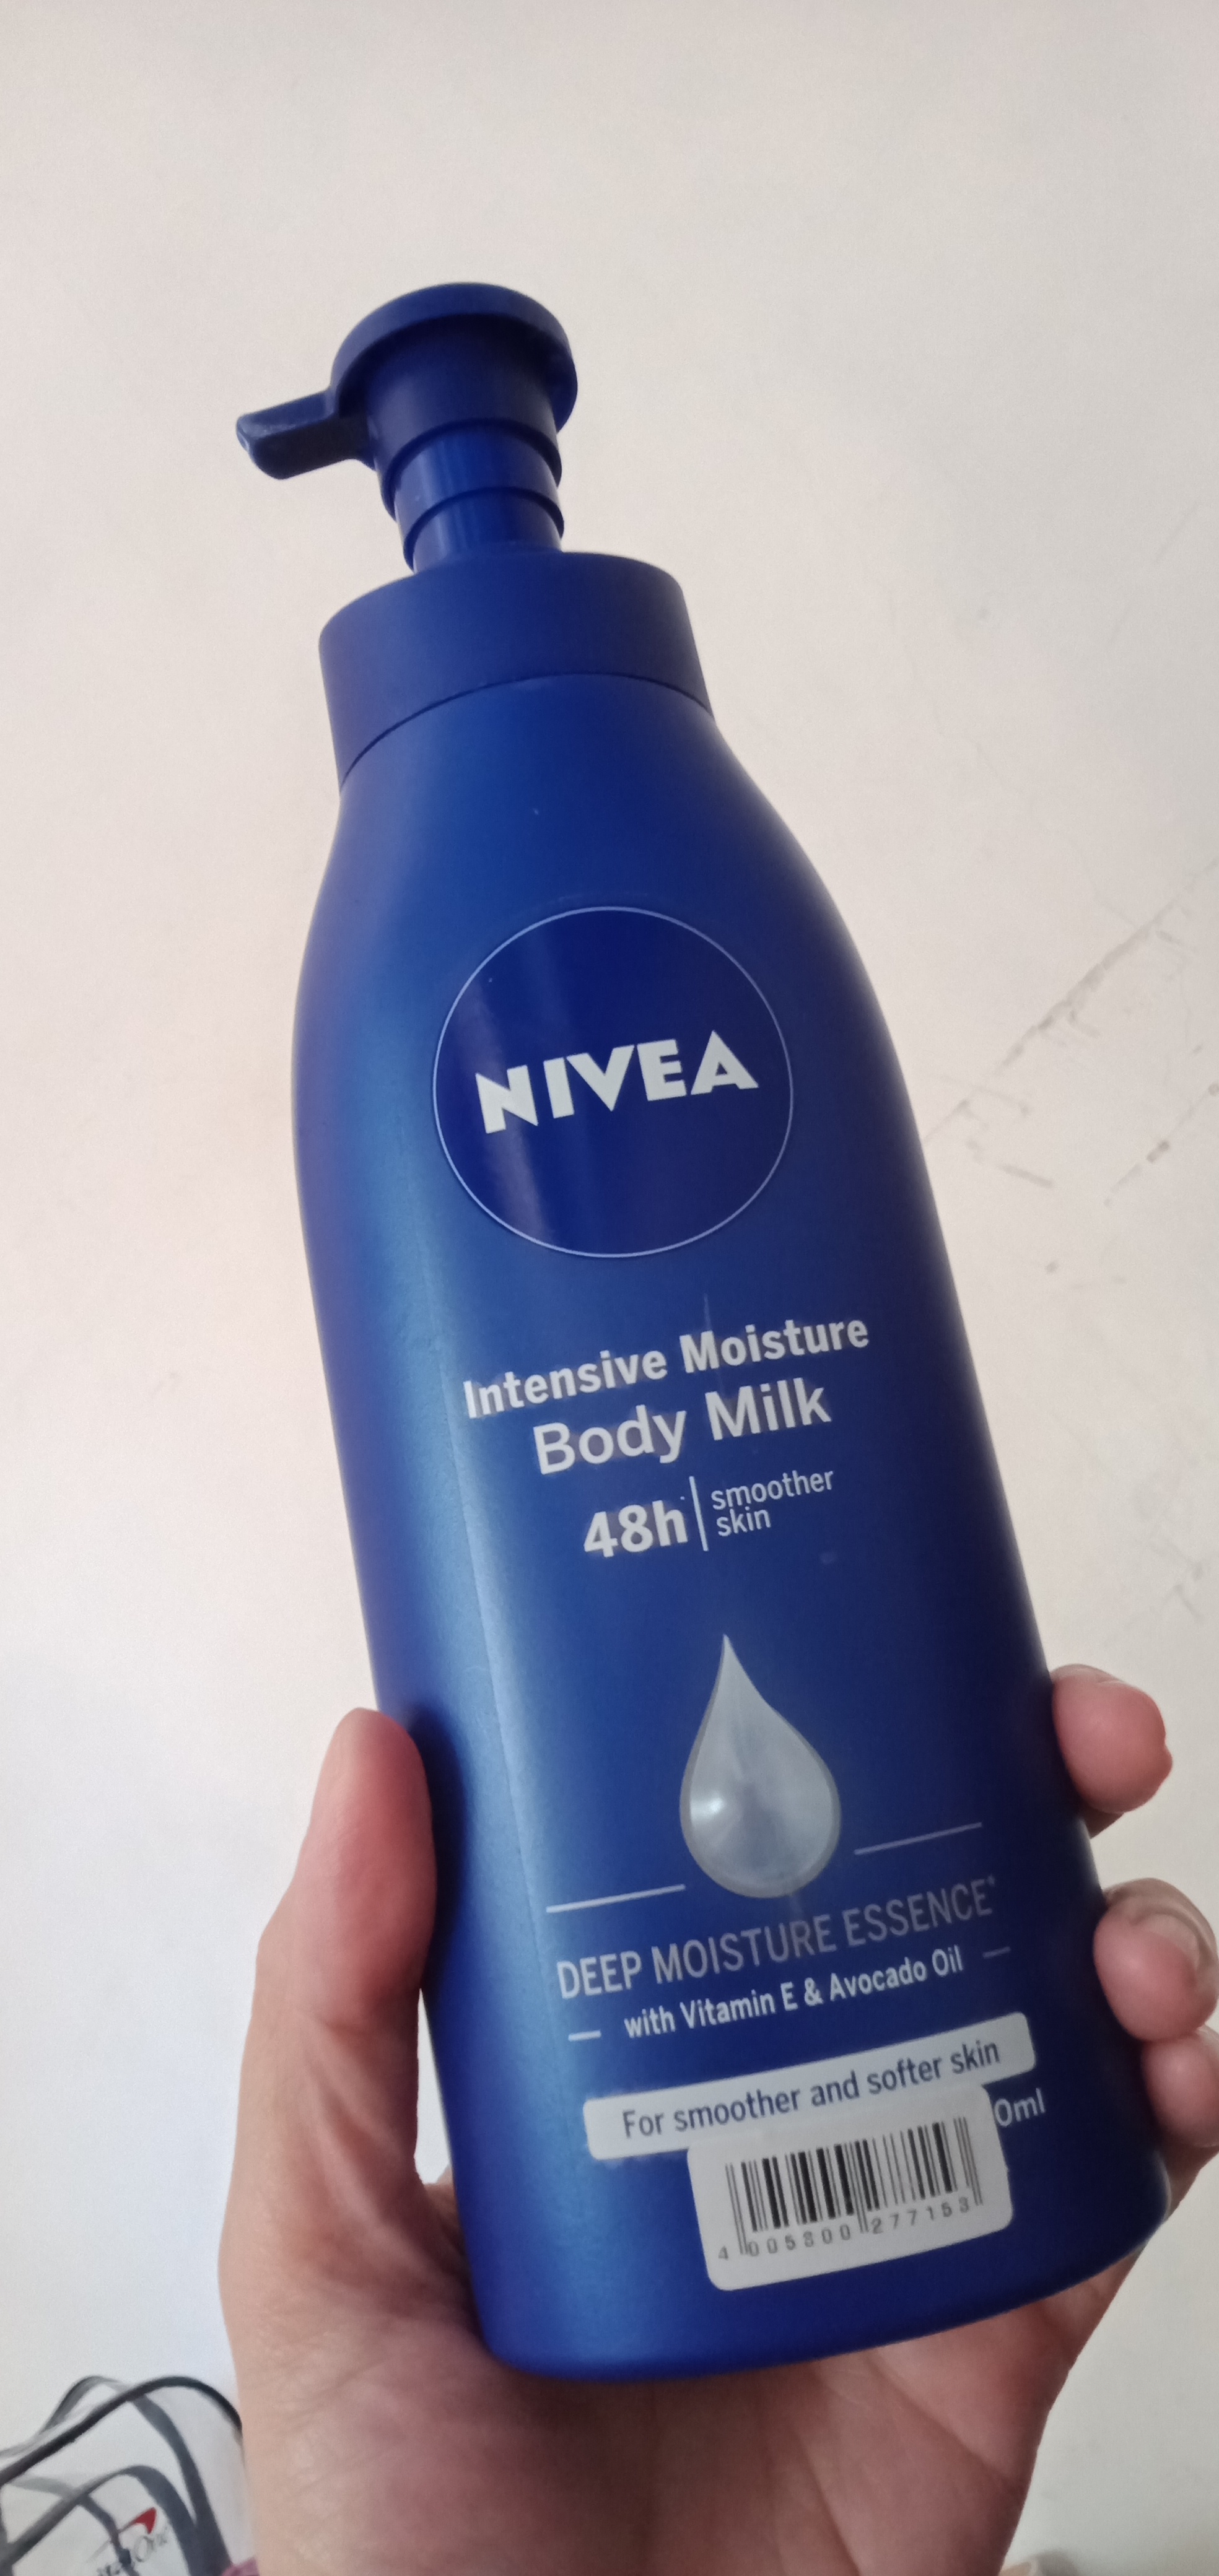 NIVEA
Intensive Moisture
Body Milk
48h
smoother
skin
DEEP MOISTURE ESSENCE*
with Vitamin E & Avocado Oil
For smoother and softer skin
0ml
4 005800 277153